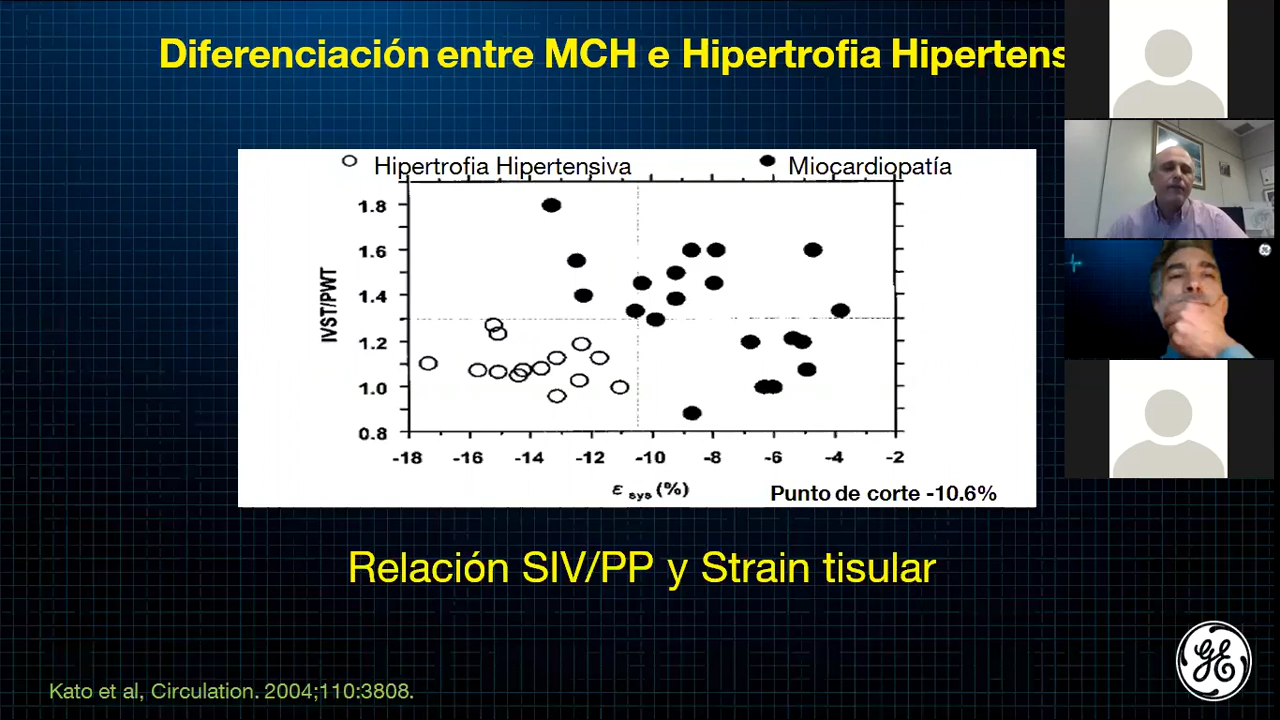 Diferenciación entre MCH e Hipertrofia Hipertens
Hipertrofia Hipertensiva
Miocardiopatía
1.8
1.6
1.4
1.2
1.0
0.8
IVST/PWT
-18 -16 -14 -12 -10 -8 -6 -4 -2
ε sys (%)
Punto de corte -10.6%
Relación SIV/PP y Strain tisular
Kato et al, Circulation. 2004;110:3808.
GE